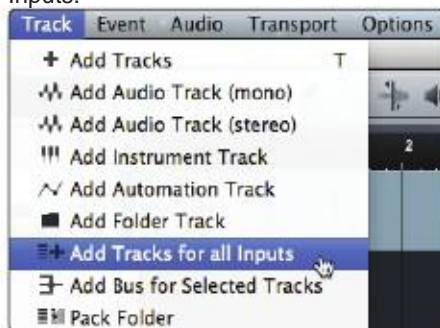 inputs.
Track Event Audio Transport Options
Add Tracks T
Add Audio Track (mono)
Add Audio Track (stereo)
Add Instrument Track
Add Automation Track
Add Folder Track
Add Tracks for all Inputs
Add Bus for Selected Tracks
Pack Folder
2